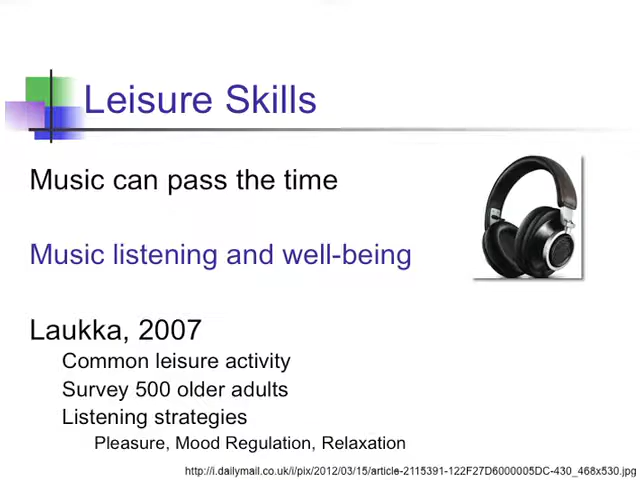 Leisure Skills
Music can pass the time
Music listening and well-being
Laukka, 2007
Common leisure activity
Survey 500 older adults
Listening strategies
Pleasure, Mood Regulation, Relaxation
http://i.dailymail.co.uk/i/pix/2012/03/15/article-2115391-122F27D6000005DC-430_468x530.jpg